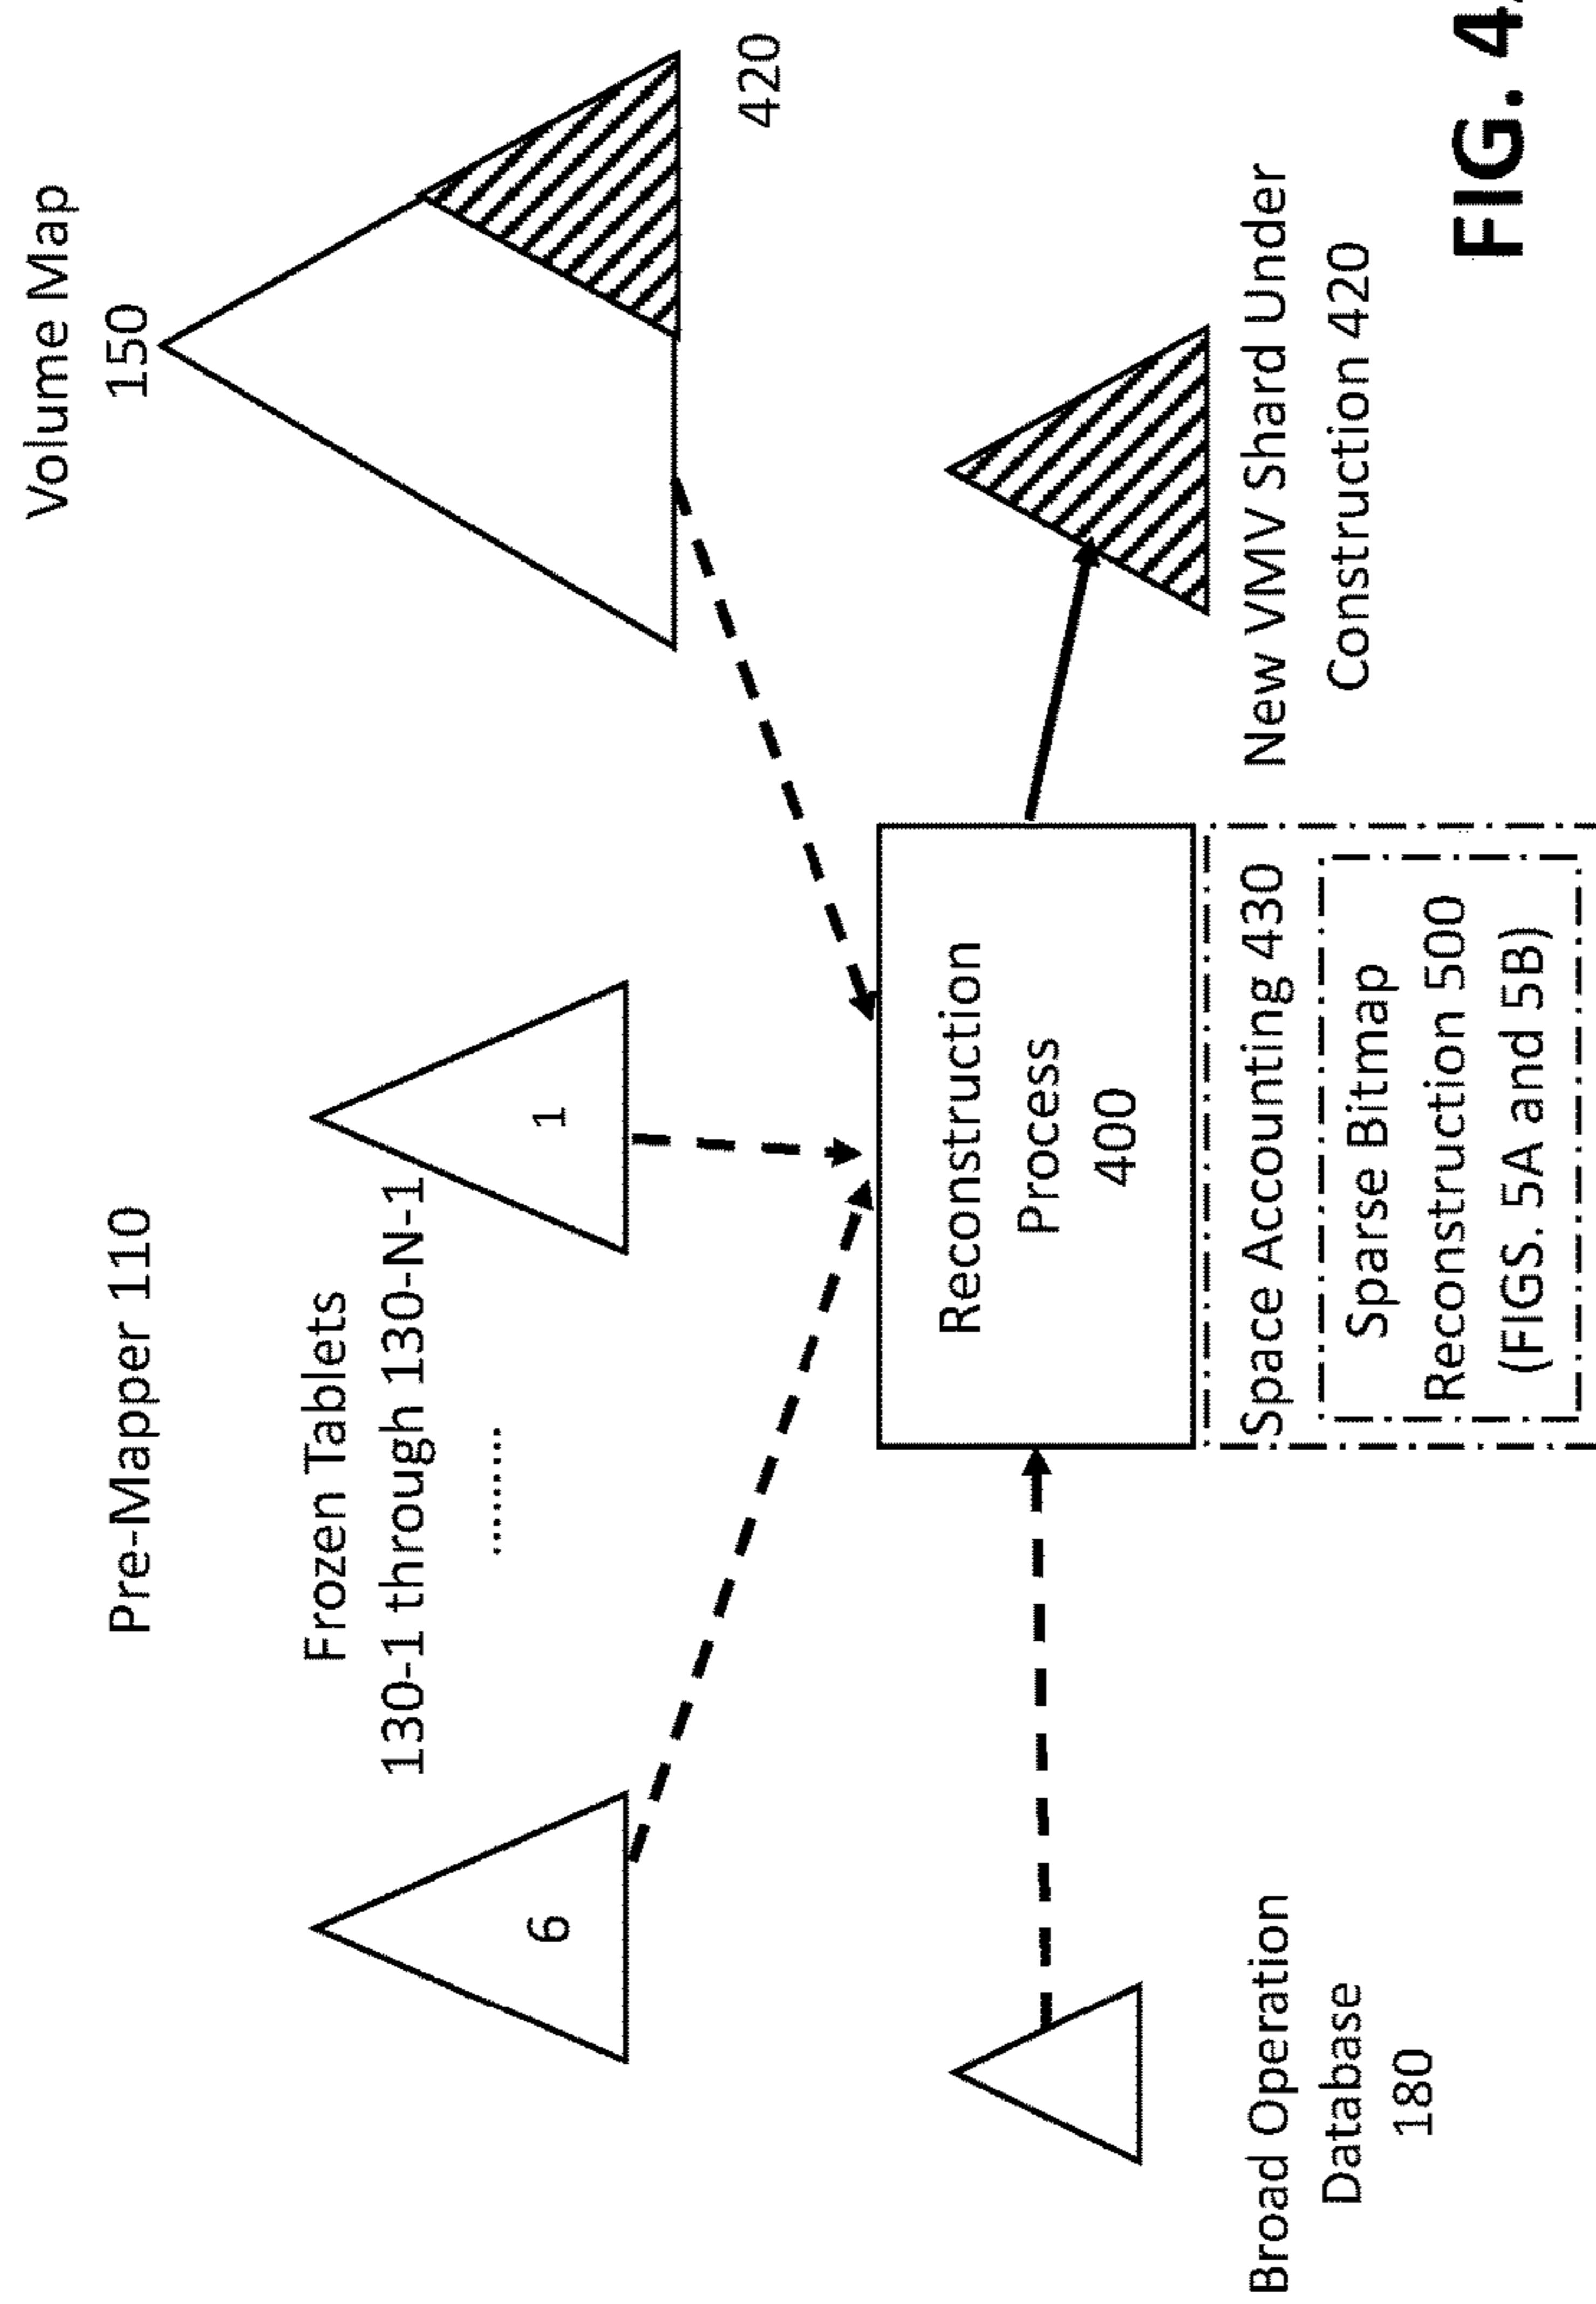 Pre-Mapper 110
Volume Map
150
Frozen Tablets
130-1 through 130-N-1
.........
6
1
420
Broad Operation
Database
180
Reconstruction
Process
400
Space Accounting 430
Sparse Bitmap
Reconstruction 500
(FIGS. 5A and 5B)
New VMV Shard Under
Construction 420
FIG. 4